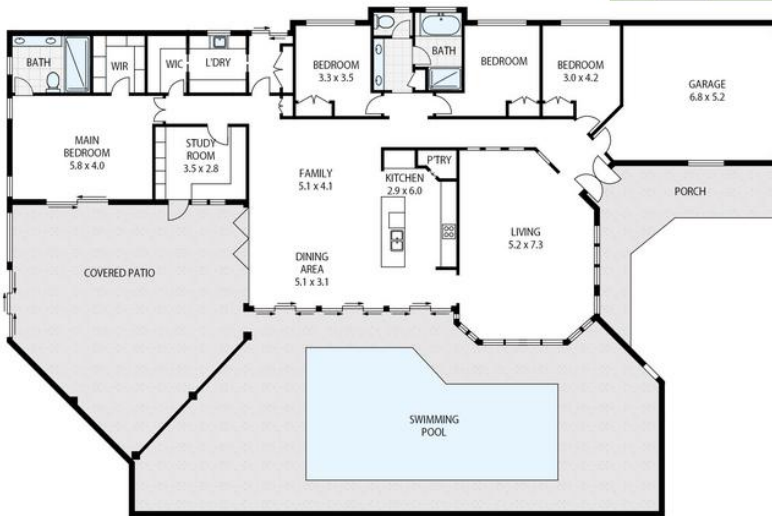 BATH
WIR
WIC
L'DRY
BEDROOM
3.3 x 3.5
BATH
BEDROOM
BEDROOM
3.0 x 4.2
GARAGE
6.8 x 5.2
MAIN
BEDROOM
5.8 x 4.0
STUDY
ROOM
3.5 x 2.8
FAMILY
5.1 x 4.1
P'TRY
KITCHEN
2.9 x 6.0
PORCH
LIVING
5.2 x 7.3
COVERED PATIO
DINING
AREA
5.1 x 3.1
SWIMMING
POOL